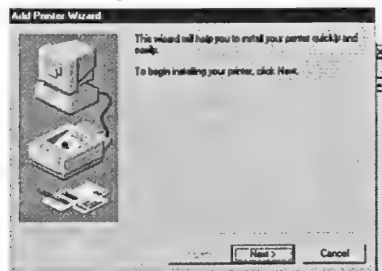 Add Printer Wizard
This wizard will help you to install your printer quickly and
easily.
To begin installing your printer, click Next.
Next >
Cancel